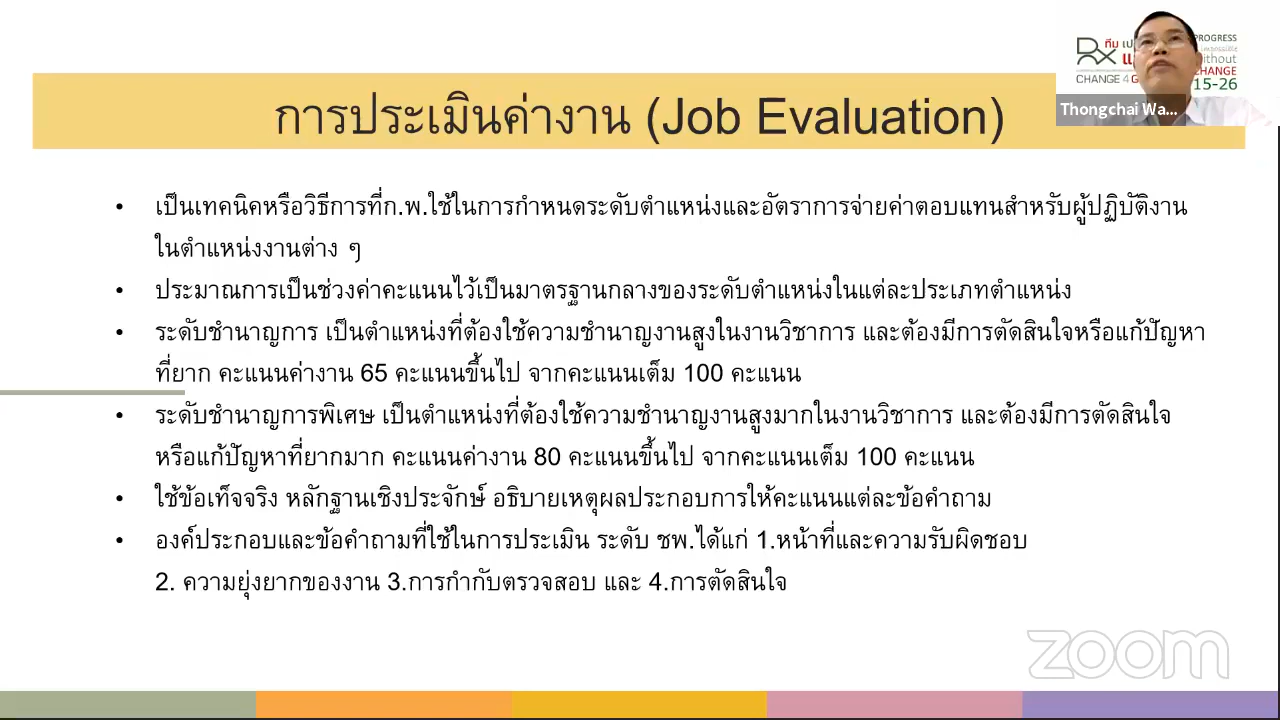 ทีม
PROGRESS
Impossible
without
CHANGE 4
CHANGE
15-26
Thongchai Wa...
การประเมินค่างาน (Job Evaluation)
• เป็นเทคนิคหรือวิธีการที่ก.พ.ใช้ในการกำหนดระดับตำแหน่งและอัตราการจ่ายค่าตอบแทนสำหรับผู้ปฏิบัติงาน
ในตำแหน่งงานต่าง ๆ
• ประมาณการเป็นช่วงค่าคะแนนไว้เป็นมาตรฐานกลางของระดับตำแหน่งในแต่ละประเภทตำแหน่ง
• ระดับชำนาญการ เป็นตำแหน่งที่ต้องใช้ความชำนาญงานสูงในงานวิชาการ และต้องมีการตัดสินใจหรือแก้ปัญหา
ที่ยาก คะแนนค่างาน 65 คะแนนขึ้นไป จากคะแนนเต็ม 100 คะแนน
• ระดับชำนาญการพิเศษ เป็นตำแหน่งที่ต้องใช้ความชำนาญงานสูงมากในงานวิชาการ และต้องมีการตัดสินใจ
หรือแก้ปัญหาที่ยากมาก คะแนนค่างาน 80 คะแนนขึ้นไป จากคะแนนเต็ม 100 คะแนน
• ใช้ข้อเท็จจริง หลักฐานเชิงประจักษ์ อธิบายเหตุผลประกอบการให้คะแนนแต่ละข้อคำถาม
• องค์ประกอบและข้อคำถามที่ใช้ในการประเมิน ระดับ ชพ.ได้แก่ 1.หน้าที่และความรับผิดชอบ
2. ความยุ่งยากของงาน 3.การกำกับตรวจสอบ และ 4.การตัดสินใจ
zoom